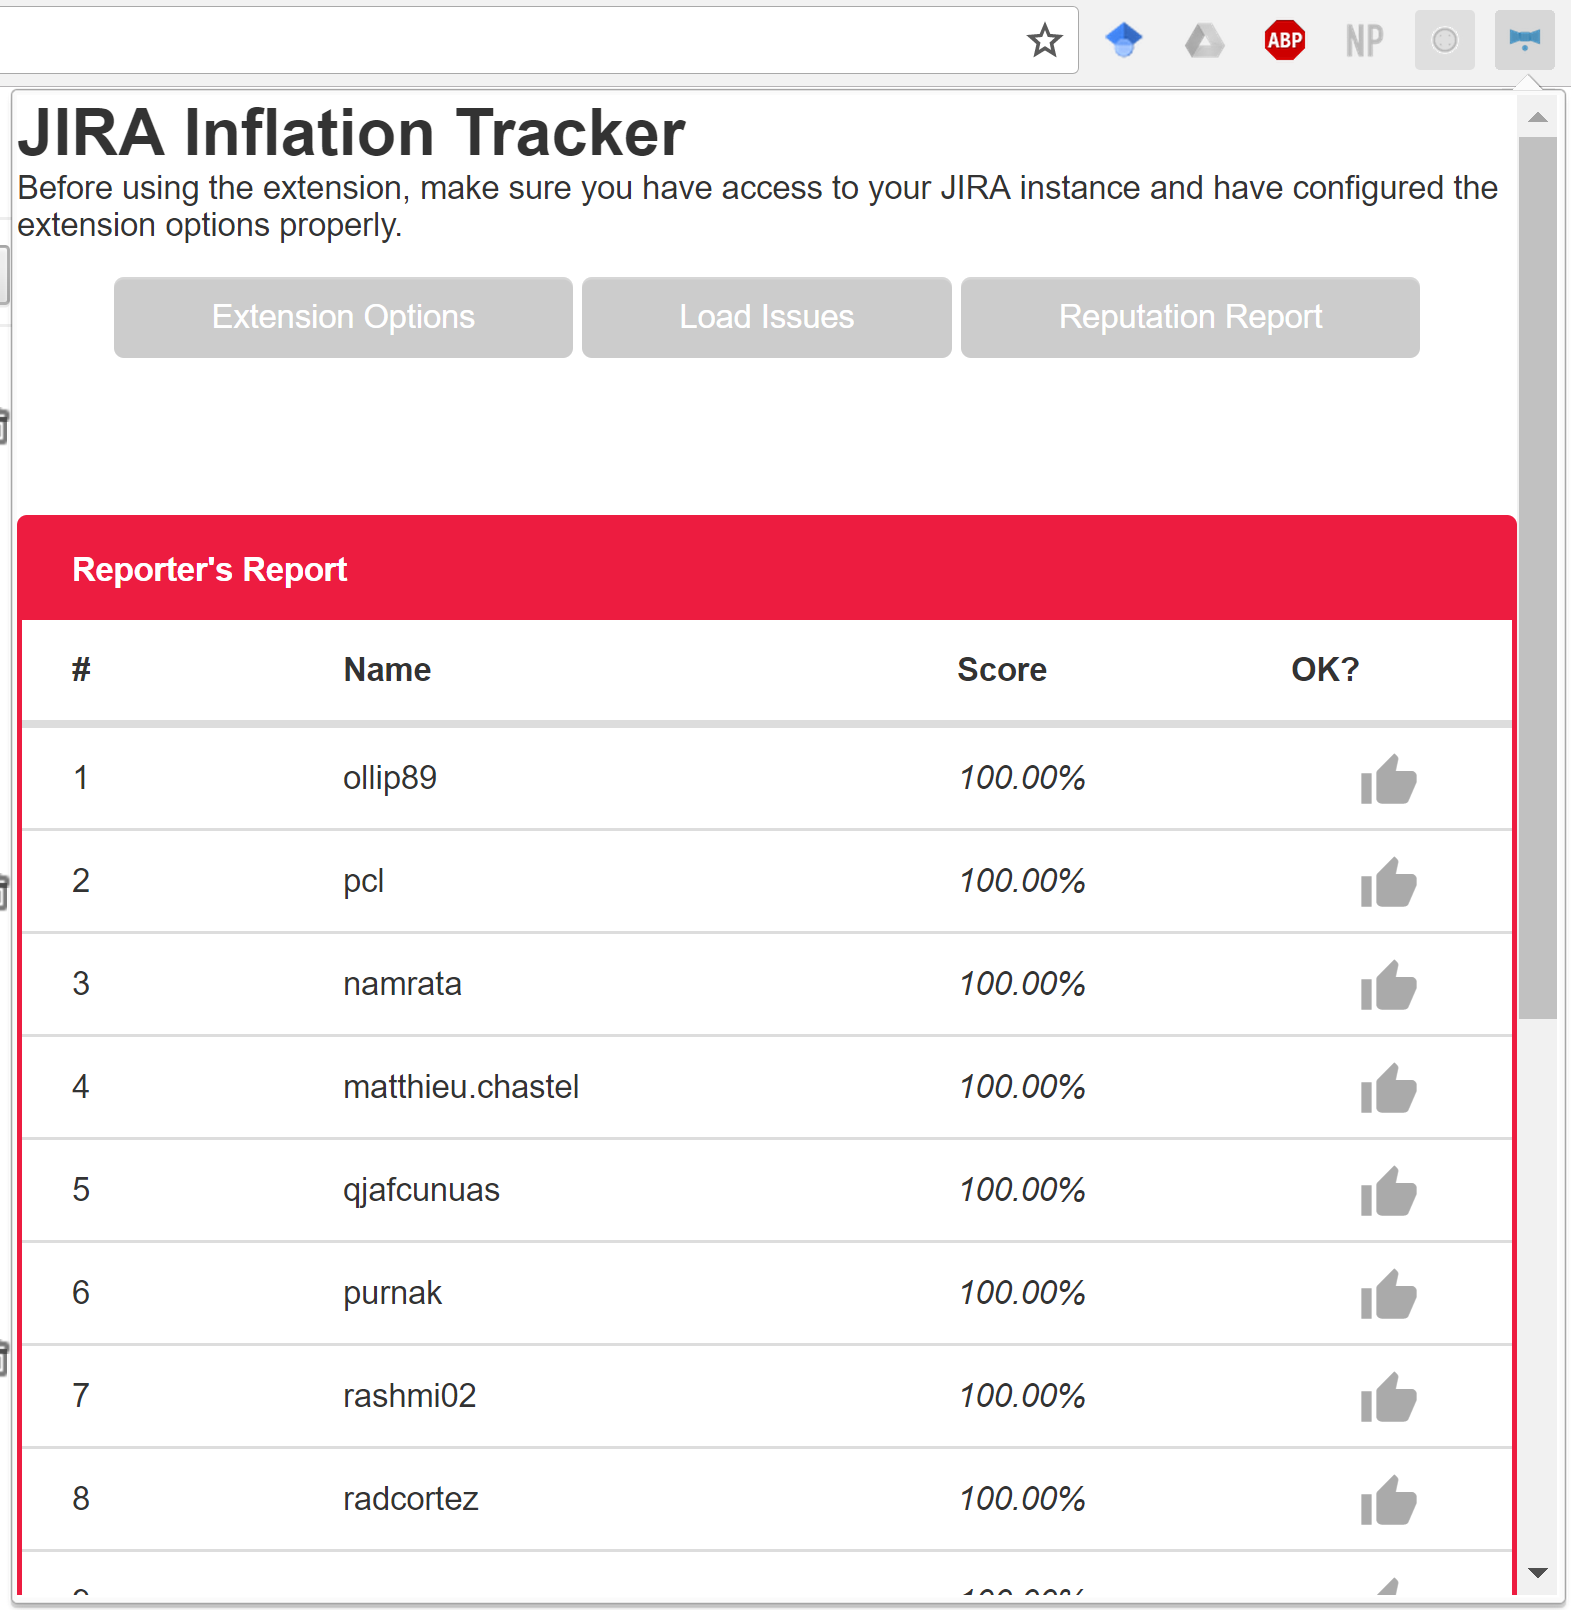 ABP NP
JIRA Inflation Tracker
Before using the extension, make sure you have access to your JIRA instance and have configured the
extension options properly.
Extension Options Load Issues Reputation Report
Reporter's Report
# Name Score OK?
1 ollip89 100.00%
2 pcl 100.00%
3 namrata 100.00%
4 matthieu.chastel 100.00%
5 qjafcunuas 100.00%
6 purnak 100.00%
7 rashmi02 100.00%
8 radcortez 100.00%